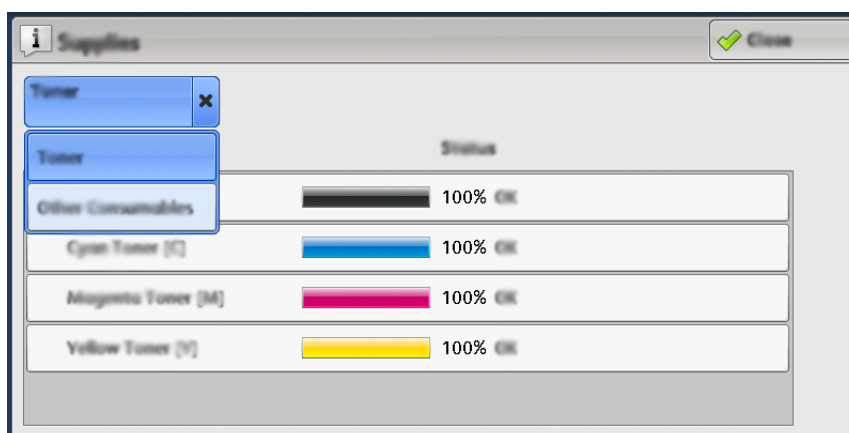 Supplies
Close
Toner
Toner
Status
Other Consumables
100% OK
Cyan Toner [C]
100% OK
Magenta Toner [M]
100% OK
Yellow Toner [Y]
100% OK